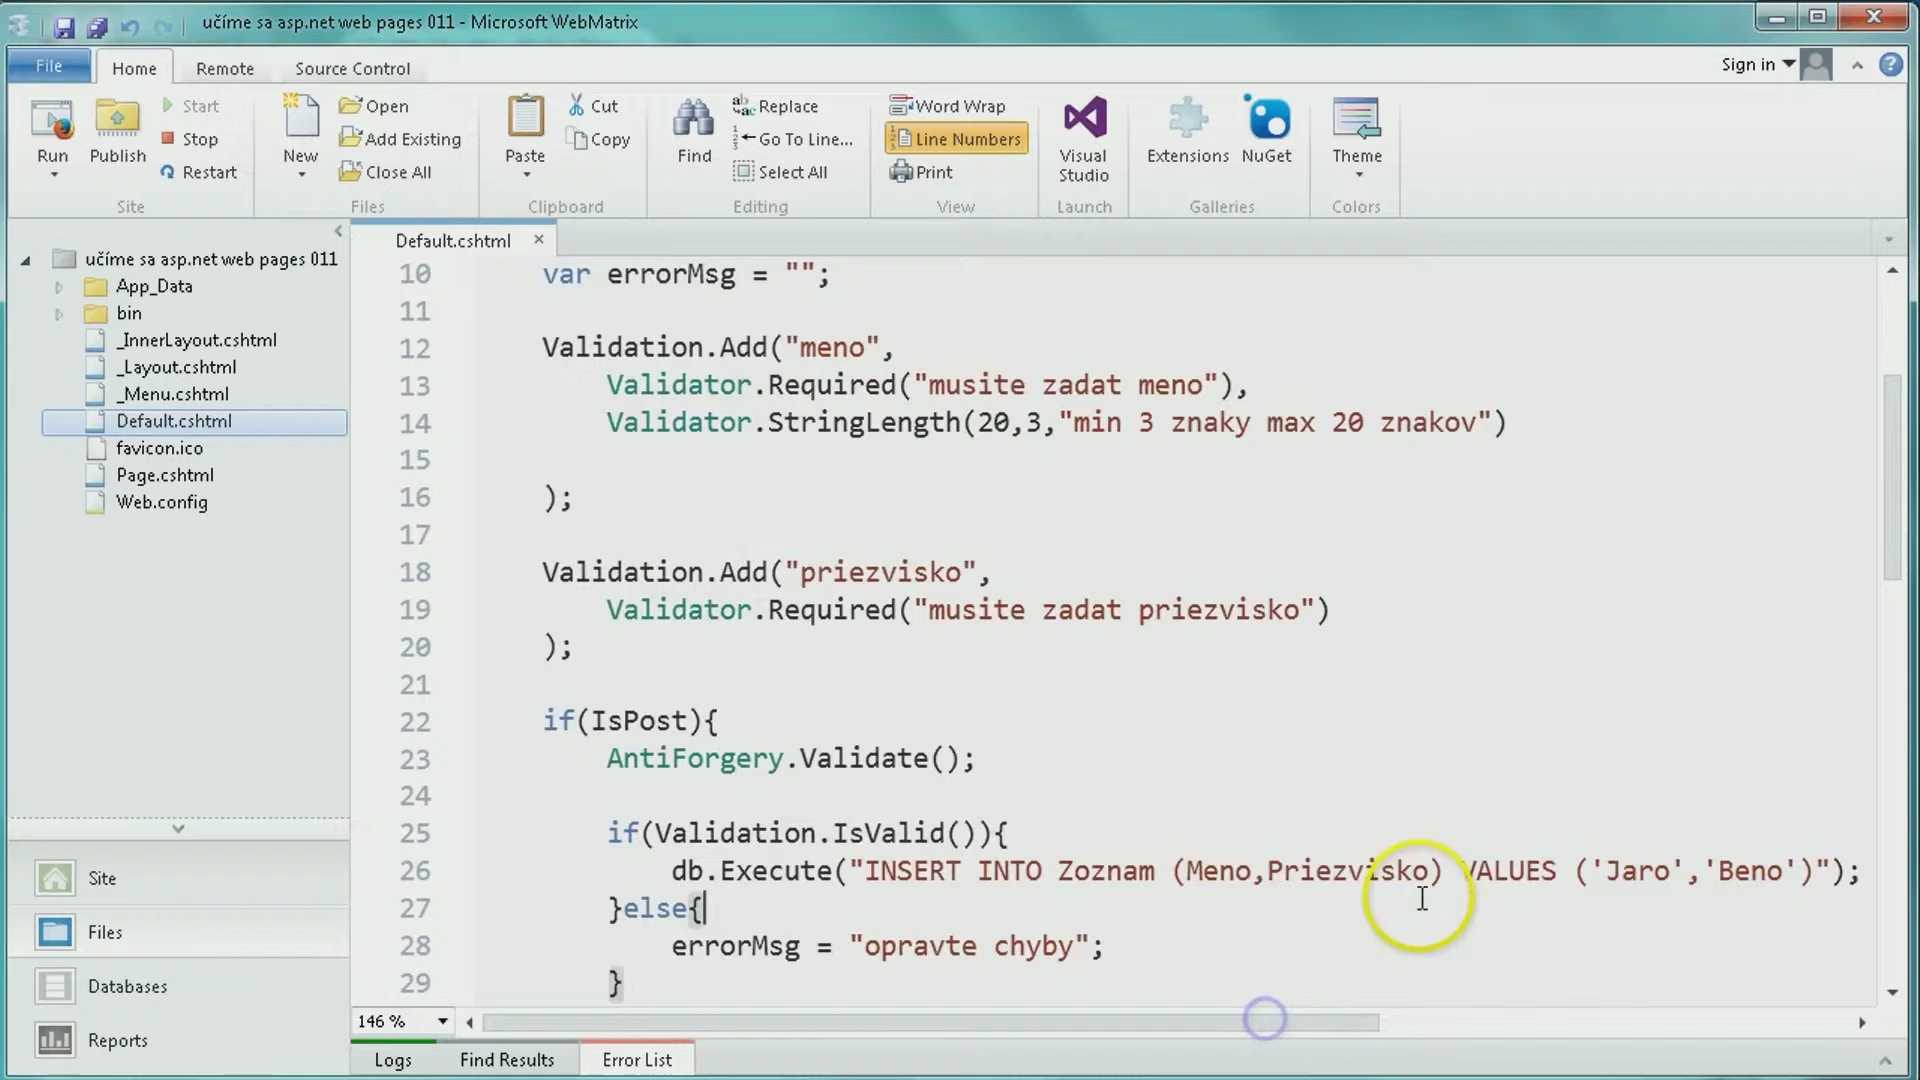 učíme sa asp.net web pages 011 - Microsoft WebMatrix
File Home Remote Source Control Sign in
Run Publish Start Stop Restart Site
New Open Add Existing Close All Files
Paste Cut Copy Clipboard
Find Replace Go To Line... Select All Editing
Word Wrap Line Numbers Print View
Visual Studio Launch
Extensions NuGet Galleries
Theme Colors
učíme sa asp.net web pages 011
App_Data
bin
_InnerLayout.cshtml
_Layout.cshtml
_Menu.cshtml
Default.cshtml
favicon.ico
Page.cshtml
Web.config
Site
Files
Databases
Reports
Default.cshtml
10 var errorMsg = "";
11
12 Validation.Add("meno",
13 Validator.Required("musite zadat meno"),
14 Validator.StringLength(20,3,"min 3 znaky max 20 znakov")
15
16 );
17
18 Validation.Add("priezvisko",
19 Validator.Required("musite zadat priezvisko")
20 );
21
22 if(IsPost){
23 AntiForgery.Validate();
24
25 if(Validation.IsValid()){
26 db.Execute("INSERT INTO Zoznam (Meno,Priezvisko) VALUES ('Jaro','Beno')");
27 }else{
28 errorMsg = "opravte chyby";
29 }
146 %
Logs Find Results Error List